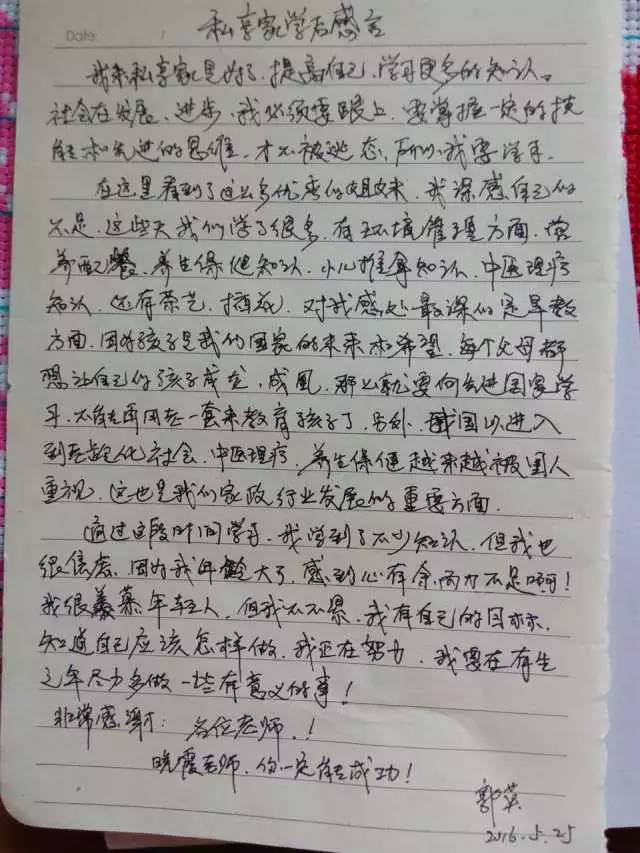 Date: /
私享家学后感言
我来私享家是为了提高自己,学习更多的知认。
社会在发展、进步,我必须要跟上,要掌握一定的技
能和先进的思维,才不被逃态,所以我要学习。
在这里看到了这么多优秀的姐妹,我深感自己的
不足,这些天我们学了很多,有环境管理方面、营
养配餐、养生保健知认、小儿推拿知认、中医理疗
知认、还有茶艺、插花、对我感处最深的是早教
方面,因为孩子是我们国家的未来和希望,每个父母都
想让自己的孩子成龙,成凤,那么就要向先进国家学
习,不能再用老一套来教育孩子了,另外,我国以进入
到老龄化社会,中医理疗,养生保健越来越被国人
重视,这也是我们家政行业发展的重要方面。
通过这段时间学习,我学到了不少知认,但我也
很焦虑,因为我年龄大了,感到心有余而力不足啊!
我很羡慕年轻人,但我不不累,我有自己的目标,
知道自己应该怎样做,我正在努力,我要在有生
之年尽力多做一些有意义的事!
非常感谢:各位老师!
晓霞老师,你一定能成功!
郭英
2016.5.25